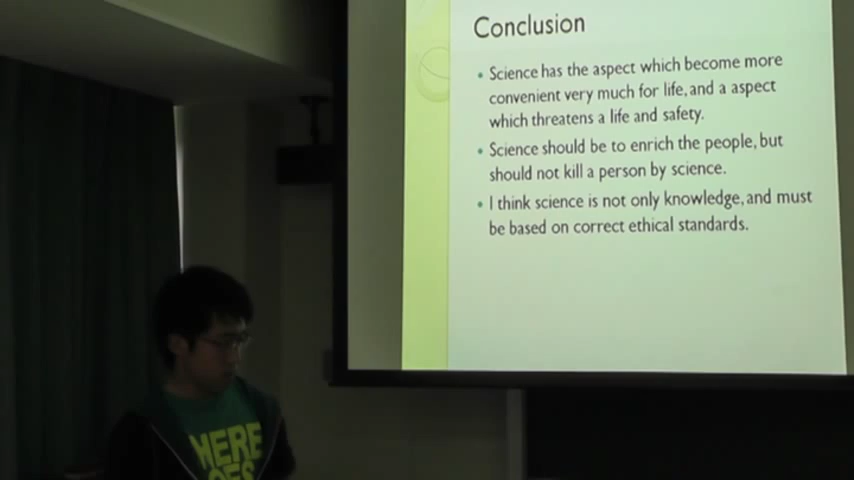 Conclusion
• Science has the aspect which become more
convenient very much for life, and a aspect
which threatens a life and safety.
• Science should be to enrich the people, but
should not kill a person by science.
• I think science is not only knowledge, and must
be based on correct ethical standards.
HERE